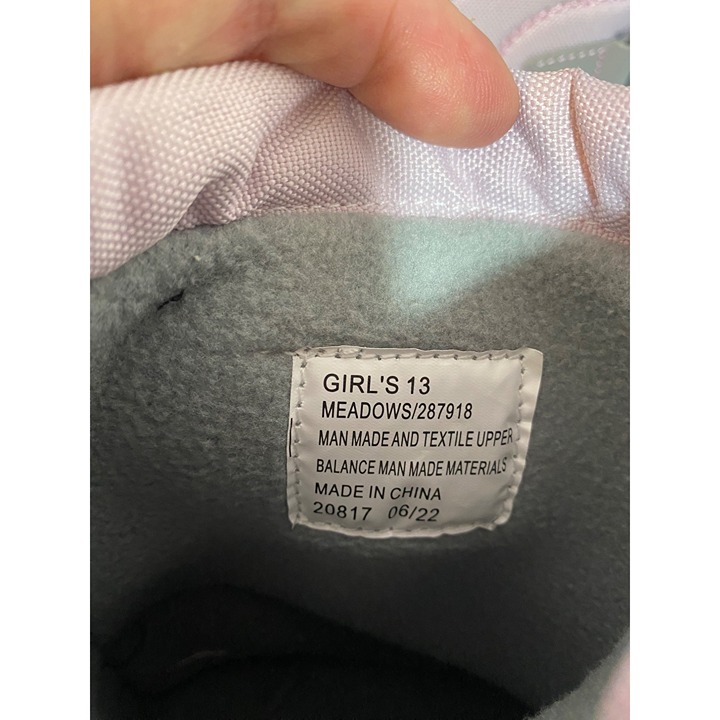 GIRL'S 13
MEADOWS/287918
MAN MADE AND TEXTILE UPPER
BALANCE MAN MADE MATERIALS
MADE IN CHINA
20817 06/22